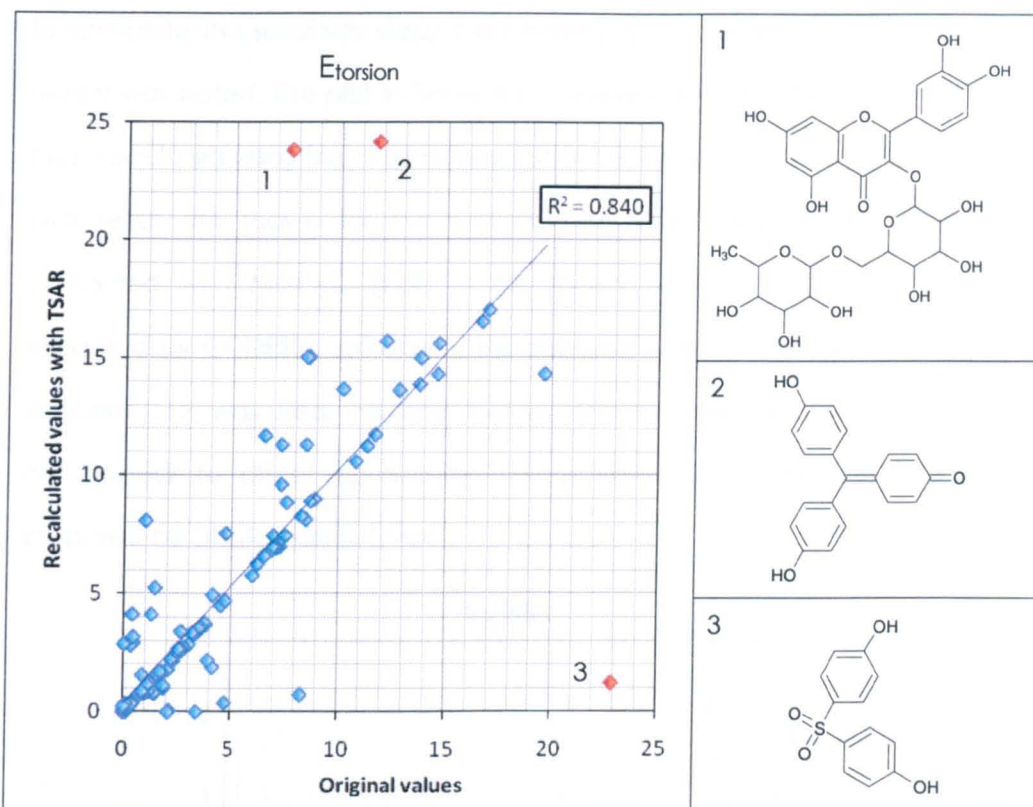 Etorsion
25
20
15
10
5
0
0 5 10 15 20 25
Recalculated values with TSAR
Original values
R² = 0.840
1
2
3
1
OH
OH
HO
O
O
OH
O
O
O
OH
OH
OH
OH
H₃C
O
O
HO
OH
OH
2
HO
O
HO
3
OH
O
S
O
OH